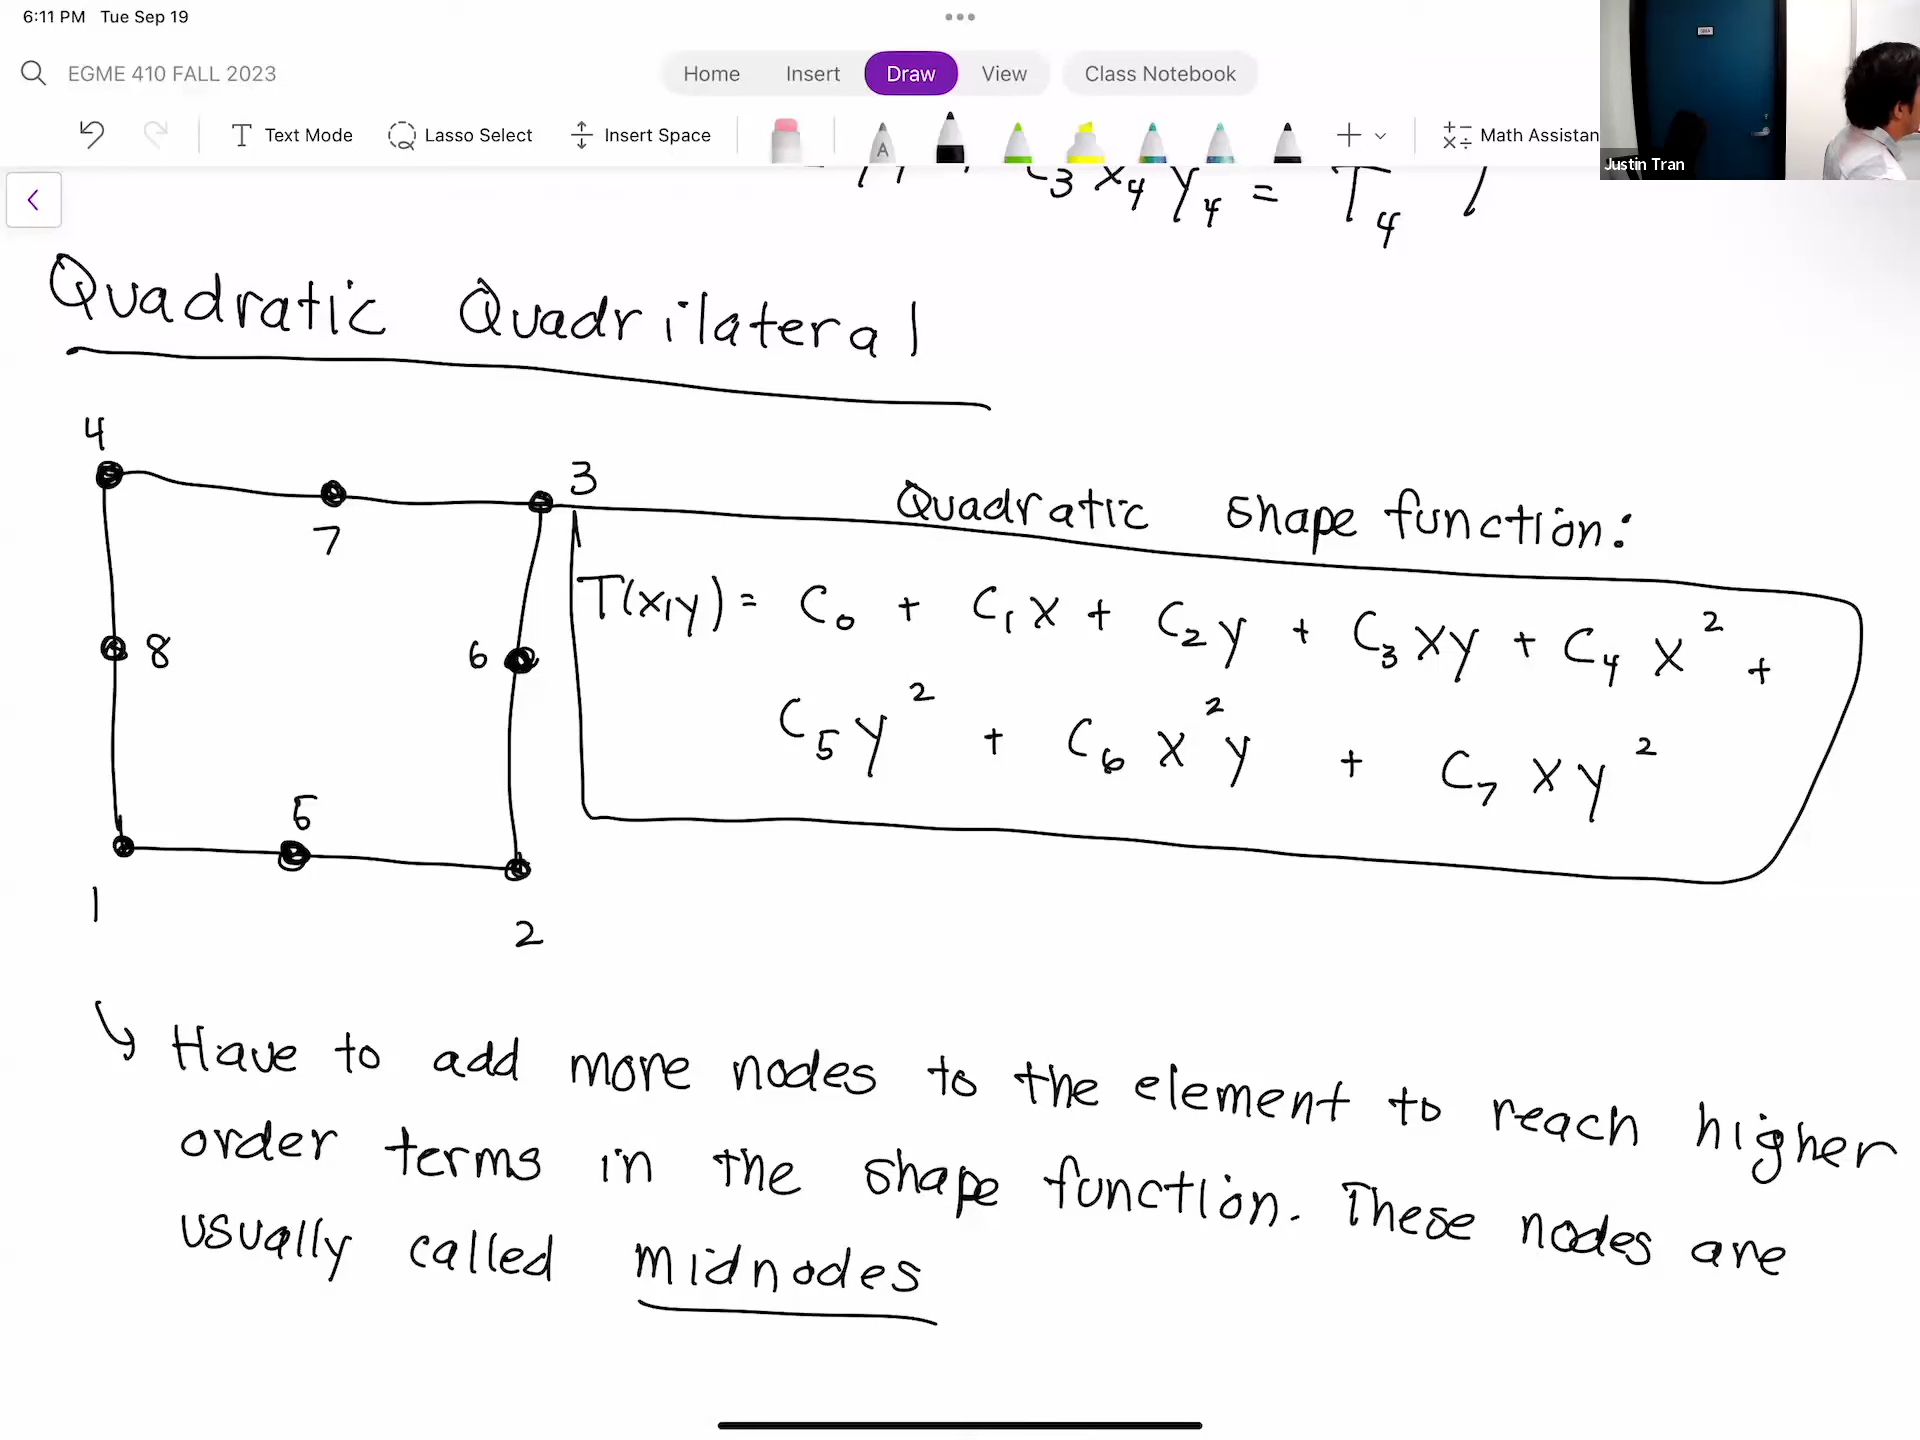 6:11 PM Tue Sep 19
EGME 410 FALL 2023
Home Insert Draw View Class Notebook
Text Mode Lasso Select Insert Space Math Assistan
Justin Tran
C₃ x₄ y₄ = T₄
Quadratic Quadrilateral
4
3
7
8
6
5
1
2
Quadratic shape function:
T(x,y) = C₀ + C₁x + C₂y + C₃xy + C₄x² +
C₅y² + C₆x²y + C₇xy²
↳ Have to add more nodes to the element to reach higher
order terms in the shape function. These nodes are
usually called midnodes